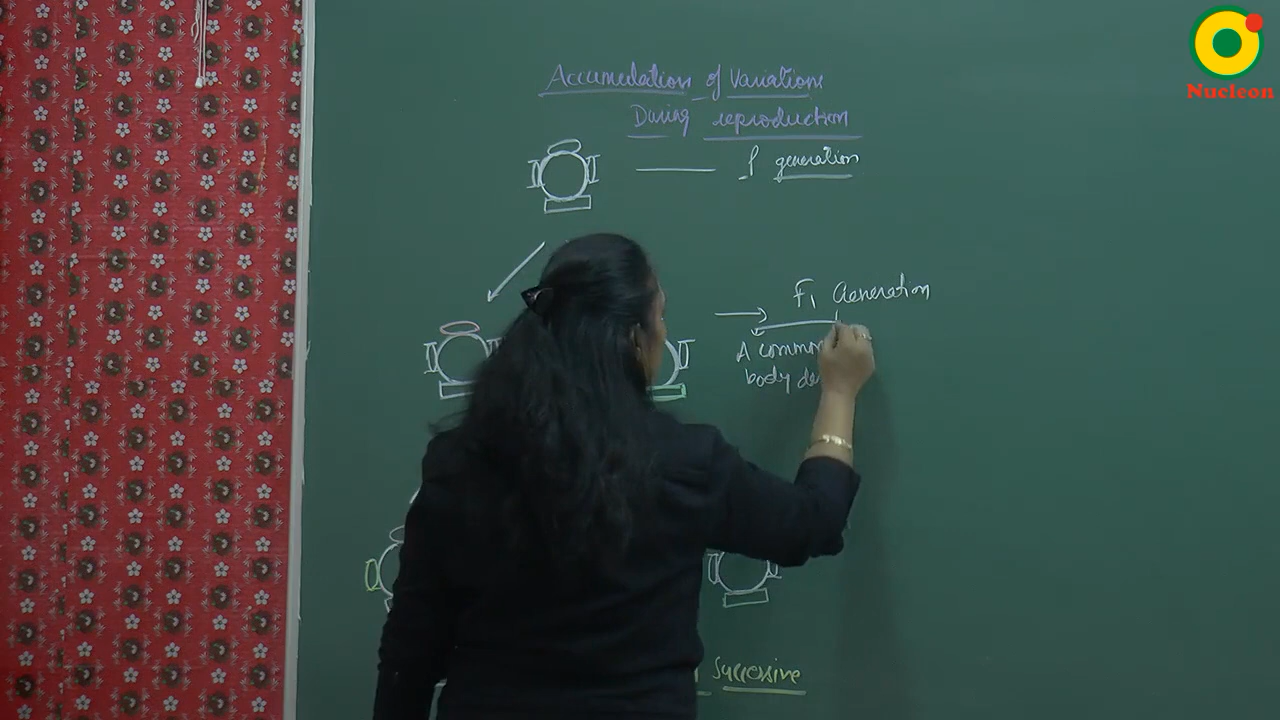 Nucleon
Accumulation of Variations
During reproduction
P generation
F1 Generation
A common
body de
Successive